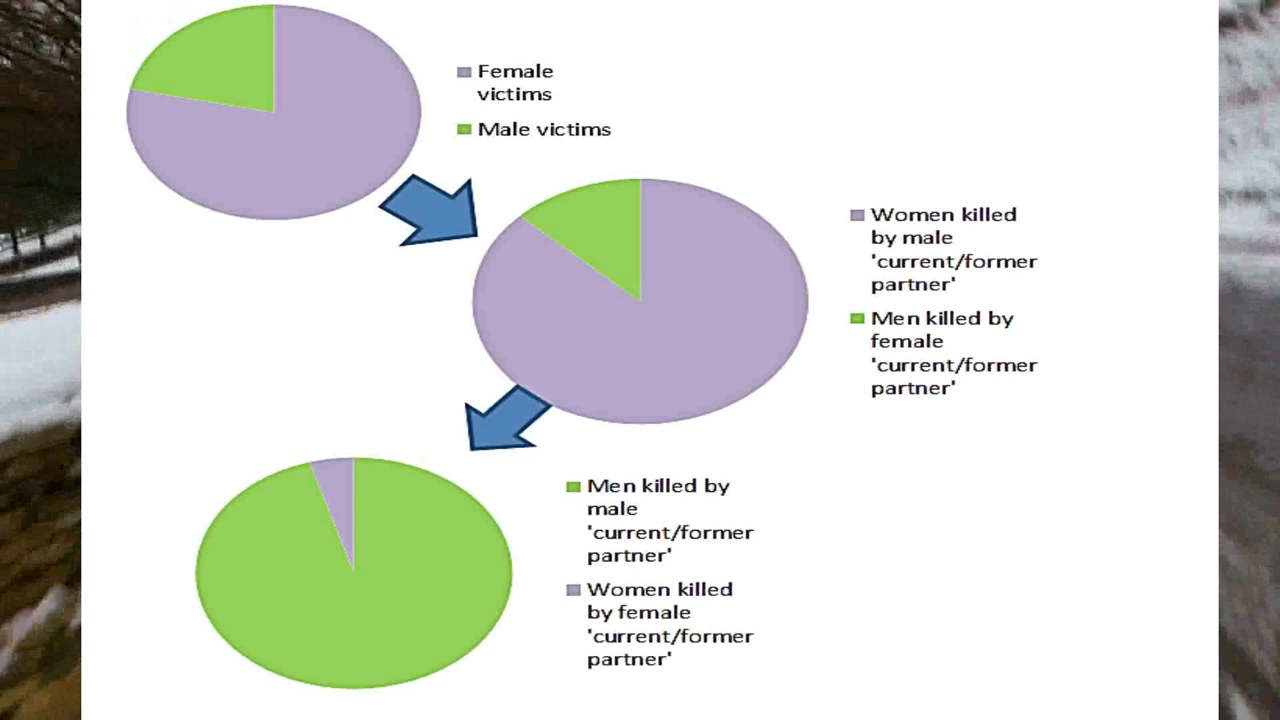 Female
victims
Male victims
Women killed
by male
'current/former
partner'
Men killed by
female
'current/former
partner'
Men killed by
male
'current/former
partner'
Women killed
by female
'current/former
partner'